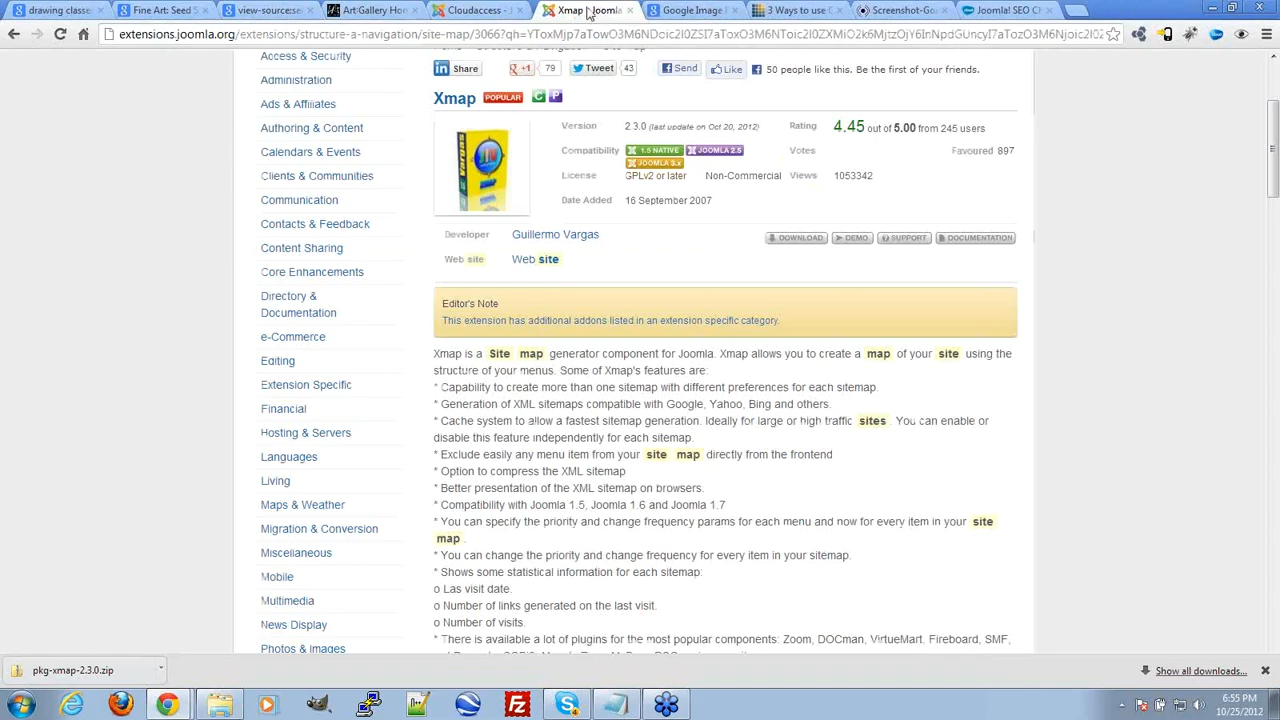 drawing classe
Fine Art: Seed S
view-source:se
Art-Gallery Ho
Cloudaccess - J
Xmap - Joomla
Google Image
3 Ways to use C
Screenshot-Go
Joomla! SEO Ch
extensions.joomla.org/extensions/structure-a-navigation/site-map/3066?qh=
Access & Security
Administration
Ads & Affiliates
Authoring & Content
Calendars & Events
Clients & Communities
Communication
Contacts & Feedback
Content Sharing
Core Enhancements
Directory &
Documentation
e-Commerce
Editing
Extension Specific
Financial
Hosting & Servers
Languages
Living
Maps & Weather
Migration & Conversion
Miscellaneous
Mobile
Multimedia
News Display
Photos & Images
Share +1 79 Tweet 43 Send Like 50 people like this. Be the first of your friends.
Xmap POPULAR C P
Version 2.3.0 (last update on Oct 20, 2012) Rating 4.45 out of 5.00 from 245 users
Compatibility 1.5 NATIVE JOOMLA 2.5 Votes Favoured 897
JOOMLA 3.x
License GPLv2 or later Non-Commercial Views 1053342
Date Added 16 September 2007
Developer Guillermo Vargas DOWNLOAD DEMO SUPPORT DOCUMENTATION
Web site Web site
Editor's Note
This extension has additional addons listed in an extension specific category.
Xmap is a Site map generator component for Joomla. Xmap allows you to create a map of your site using the
structure of your menus. Some of Xmap's features are:
* Capability to create more than one sitemap with different preferences for each sitemap.
* Generation of XML sitemaps compatible with Google, Yahoo, Bing and others.
* Cache system to allow a fastest sitemap generation. Ideally for large or high traffic sites . You can enable or
disable this feature independently for each sitemap.
* Exclude easily any menu item from your site map directly from the frontend
* Option to compress the XML sitemap
* Better presentation of the XML sitemap on browsers.
* Compatibility with Joomla 1.5, Joomla 1.6 and Joomla 1.7
* You can specify the priority and change frequency params for each menu and now for every item in your site
map .
* You can change the priority and change frequency for every item in your sitemap.
* Shows some statistical information for each sitemap:
o Las visit date.
o Number of links generated on the last visit.
o Number of visits.
* There is available a lot of plugins for the most popular components: Zoom, DOCman, VirtueMart. Fireboard, SMF,
pkg-xmap-2.3.0.zip
Show all downloads...
6:55 PM
10/25/2012